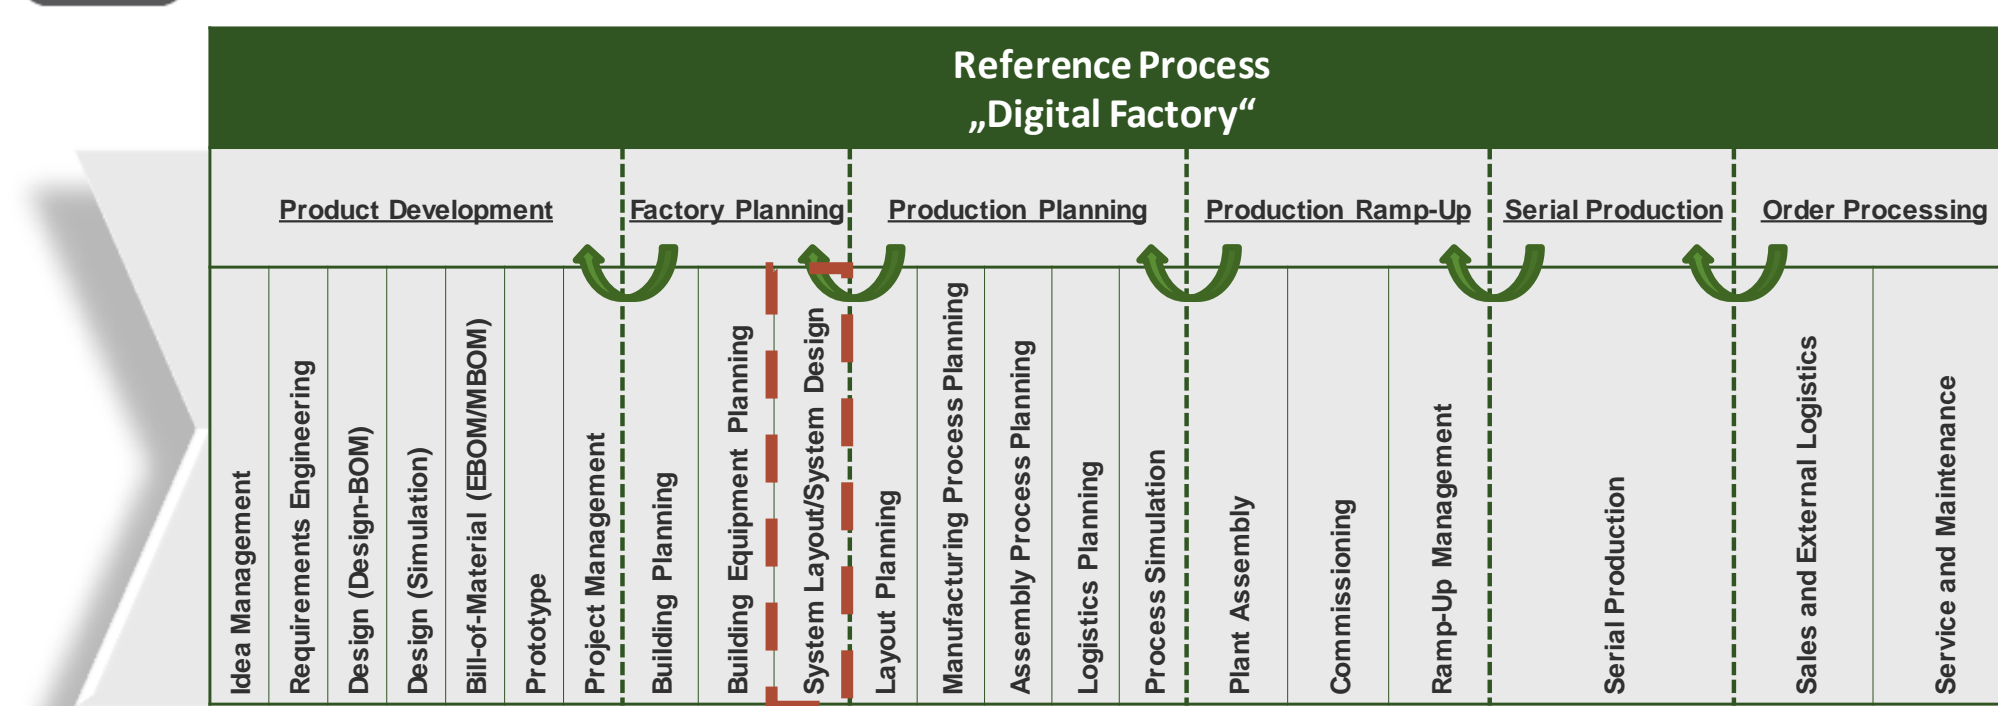 Reference Process
„Digital Factory“
Product Development
Factory Planning
Production Planning
Production Ramp-Up
Serial Production
Order Processing
Idea Management
Requirements Engineering
Design (Design-BOM)
Design (Simulation)
Bill-of-Material (EBOM/MBOM)
Prototype
Project Management
Building Planning
Building Equipment Planning
System Layout/System Design
Layout Planning
Manufacturing Process Planning
Assembly Process Planning
Logistics Planning
Process Simulation
Plant Assembly
Commissioning
Ramp-Up Management
Serial Production
Sales and External Logistics
Service and Maintenance